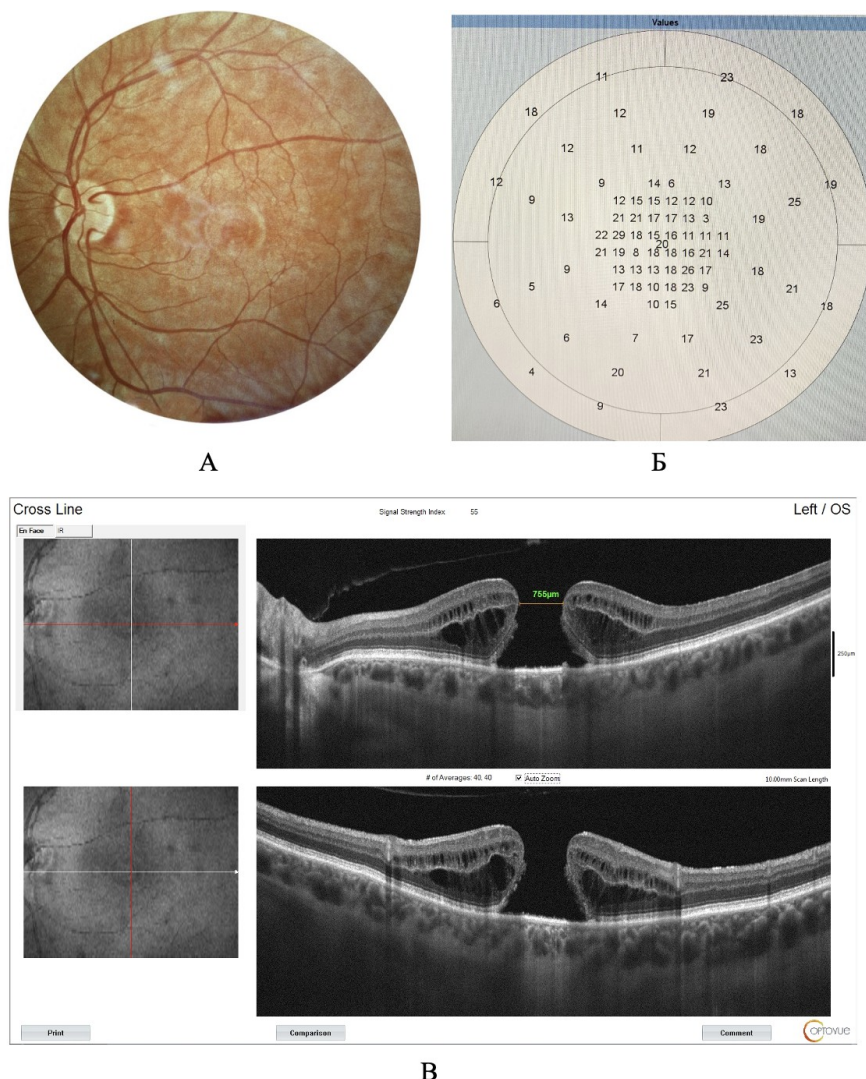 Values
11 23
18 12 19 18
12 11 12 18
12 9 14 6 13 19
9 12 15 15 12 12 10 25
13 21 21 17 17 13 3 19
22 29 18 15 16 11 11 11
20
21 19 8 18 18 16 21 14
9 13 13 13 18 26 17 18
5 17 18 10 18 23 9 21
6 14 10 15 25 18
6 7 17 23
4 20 21 13
9 23
А
Б
Cross Line
Signal Strength Index 55
Left / OS
En Face IR
755µm
250µm
# of Averages: 40, 40
Auto Zoom
10.00mm Scan Length
Print
Comparison
Comment
OPTOVUE
В